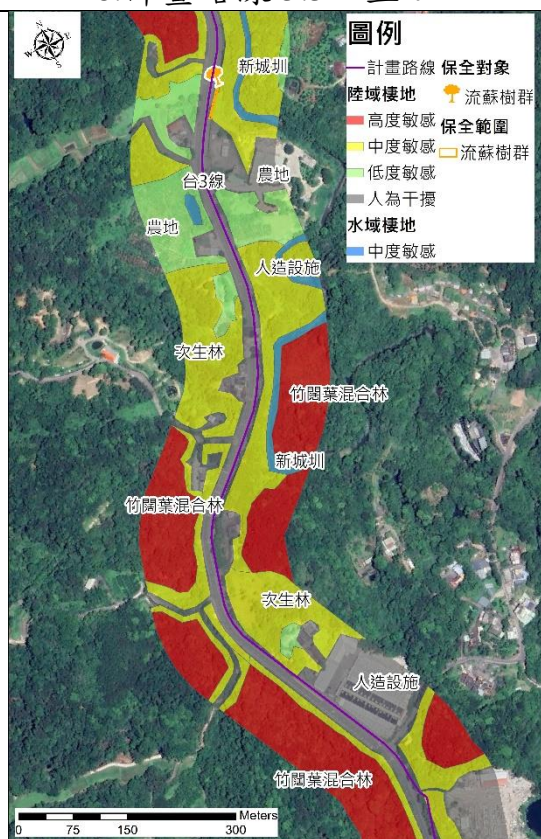 圖例
計畫路線 保全對象
陸域棲地 流蘇樹群
高度敏感 保全範圍
中度敏感 流蘇樹群
低度敏感
人為干擾
水域棲地
中度敏感
N
E
S
W
新城圳
台3線
農地
農地
人造設施
次生林
竹闊葉混合林
新城圳
竹闊葉混合林
次生林
人造設施
竹闊葉混合林
Meters
0 75 150 300